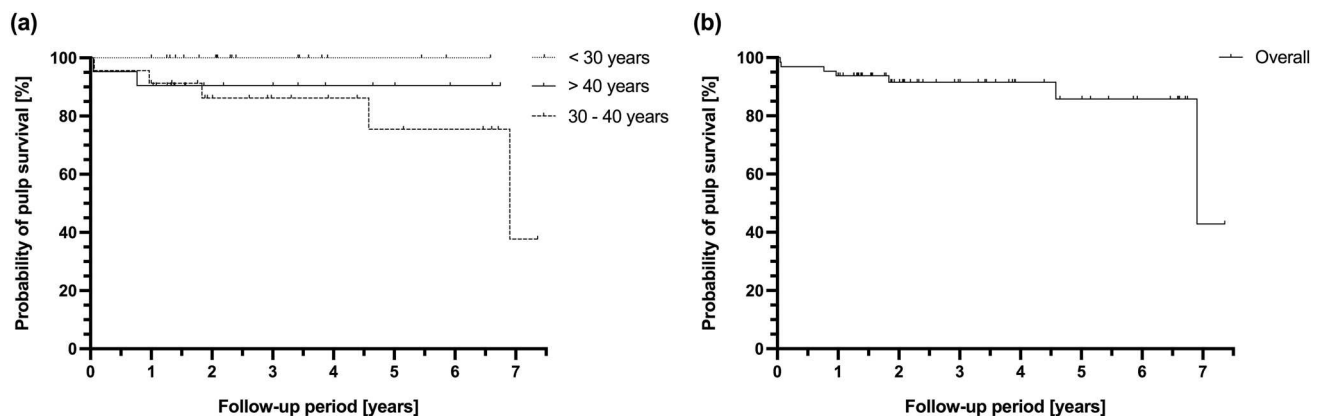 (a)
Probability of pulp survival [%]
100
80
60
40
20
0
0 1 2 3 4 5 6 7
Follow-up period [years]
< 30 years
> 40 years
30 - 40 years
(b)
Probability of pulp survival [%]
100
80
60
40
20
0
0 1 2 3 4 5 6 7
Follow-up period [years]
Overall